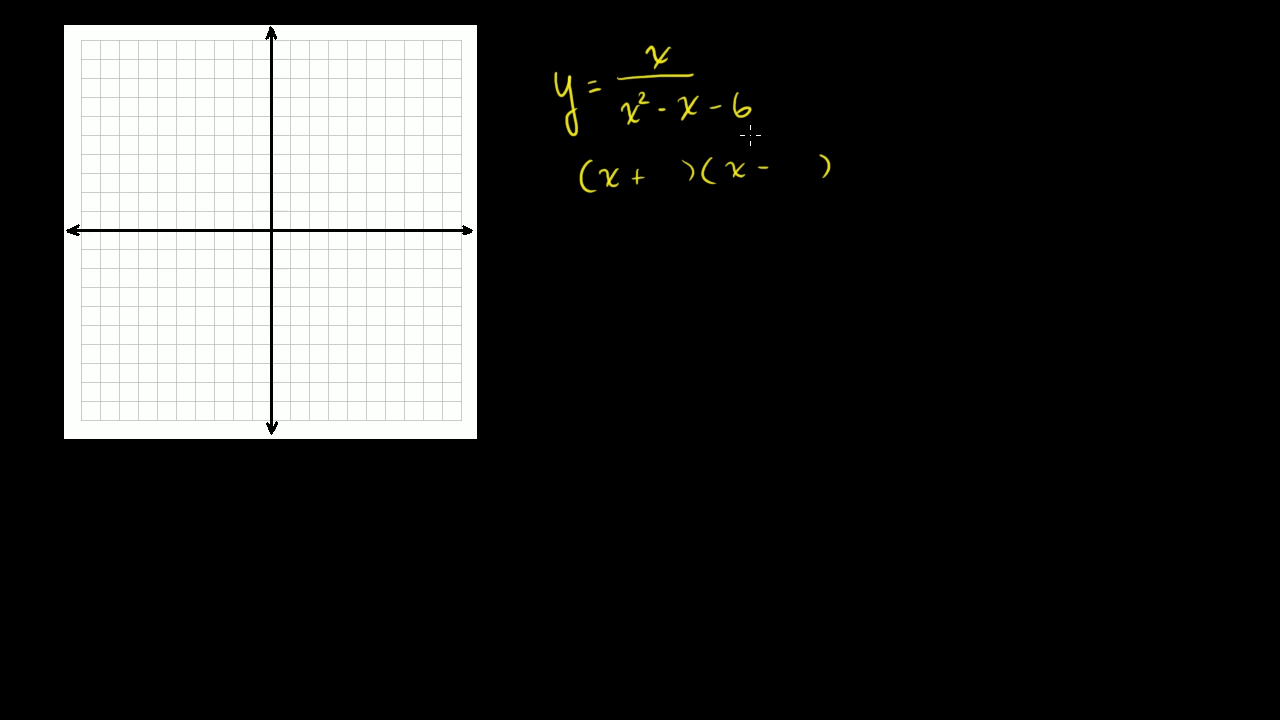 y = x / (x² - x - 6)
(x +   )(x -   )